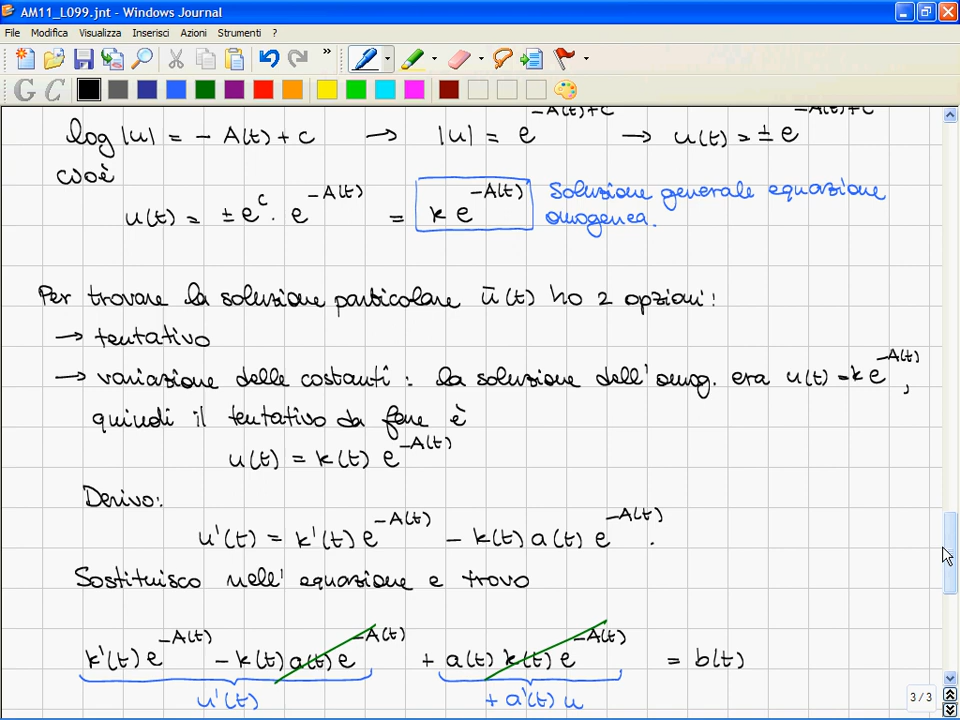 AM11_L099.jnt - Windows Journal
File Modifica Visualizza Inserisci Azioni Strumenti ?
G C
log |u| = - A(t) + c → |u| = e^{-A(t)+c} → u(t) = ± e^{-A(t)+c}
cioè
u(t) = ± e^c · e^{-A(t)} = k e^{-A(t)} Soluzione generale equazione
omogenea.
Per trovare la soluzione particolare ū(t) ho 2 opzioni:
→ tentativo
→ variazione delle costanti: la soluzione dell'omog. era u(t) = k e^{-A(t)},
quindi il tentativo da fare è
u(t) = k(t) e^{-A(t)}
Derivo:
u'(t) = k'(t) e^{-A(t)} - k(t) a(t) e^{-A(t)}.
Sostituisco nell'equazione e trovo
k'(t) e^{-A(t)} - k(t) a(t) e^{-A(t)} + a(t) k(t) e^{-A(t)} = b(t)
u'(t) + a'(t) u
3/3